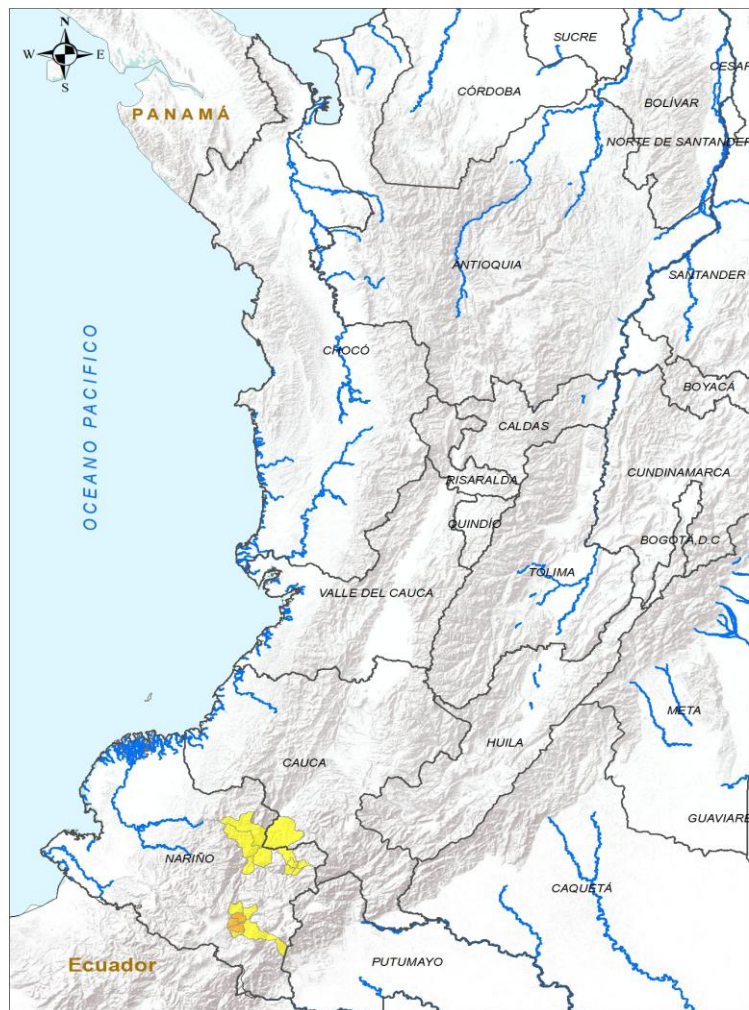 SUCRE
N
W E
S
CESAR
CÓRDOBA
BOLÍVAR
PANAMÁ
NORTE DE SANTANDER
ANTIOQUIA
SANTANDER
CHOCÓ
OCEANO PACIFICO
BOYACÁ
CALDAS
CUNDINAMARCA
RISARALDA
QUINDÍO
BOGOTÁ,D.C
TOLIMA
VALLE DEL CAUCA
META
HUILA
CAUCA
GUAVIARE
NARIÑO
CAQUETÁ
PUTUMAYO
Ecuador